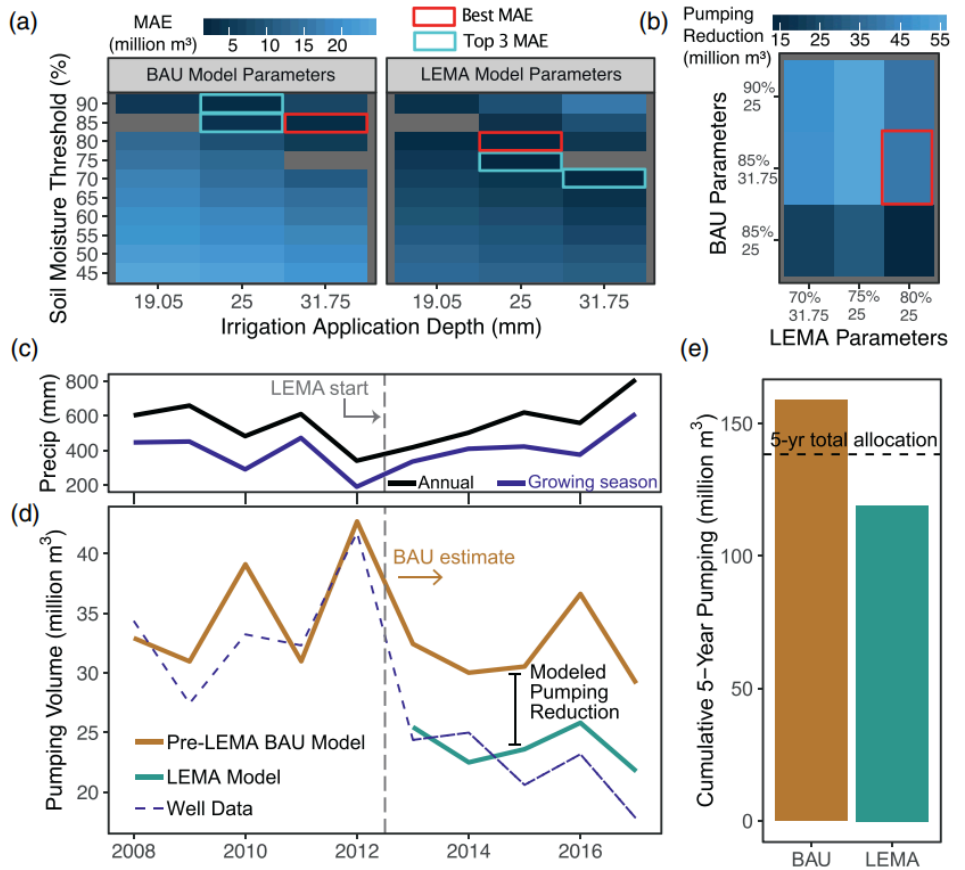 (a)
MAE
(million m³)
5 10 15 20
Best MAE
Top 3 MAE
BAU Model Parameters
LEMA Model Parameters
Soil Moisture Threshold (%)
90
85
80
75
70
65
60
55
50
45
19.05 25 31.75
19.05 25 31.75
Irrigation Application Depth (mm)
(b)
Pumping
Reduction
(million m³)
15 25 35 45 55
BAU Parameters
90%
25
85%
31.75
85%
25
70% 75% 80%
31.75 25 25
LEMA Parameters
(c)
Precip (mm)
800
600
400
200
LEMA start
Annual
Growing season
(d)
Pumping Volume (million m³)
40
35
30
25
20
BAU estimate
Modeled
Pumping
Reduction
Pre-LEMA BAU Model
LEMA Model
Well Data
2008 2010 2012 2014 2016
(e)
Cumulative 5-Year Pumping (million m³)
150
100
50
0
5-yr total allocation
BAU LEMA